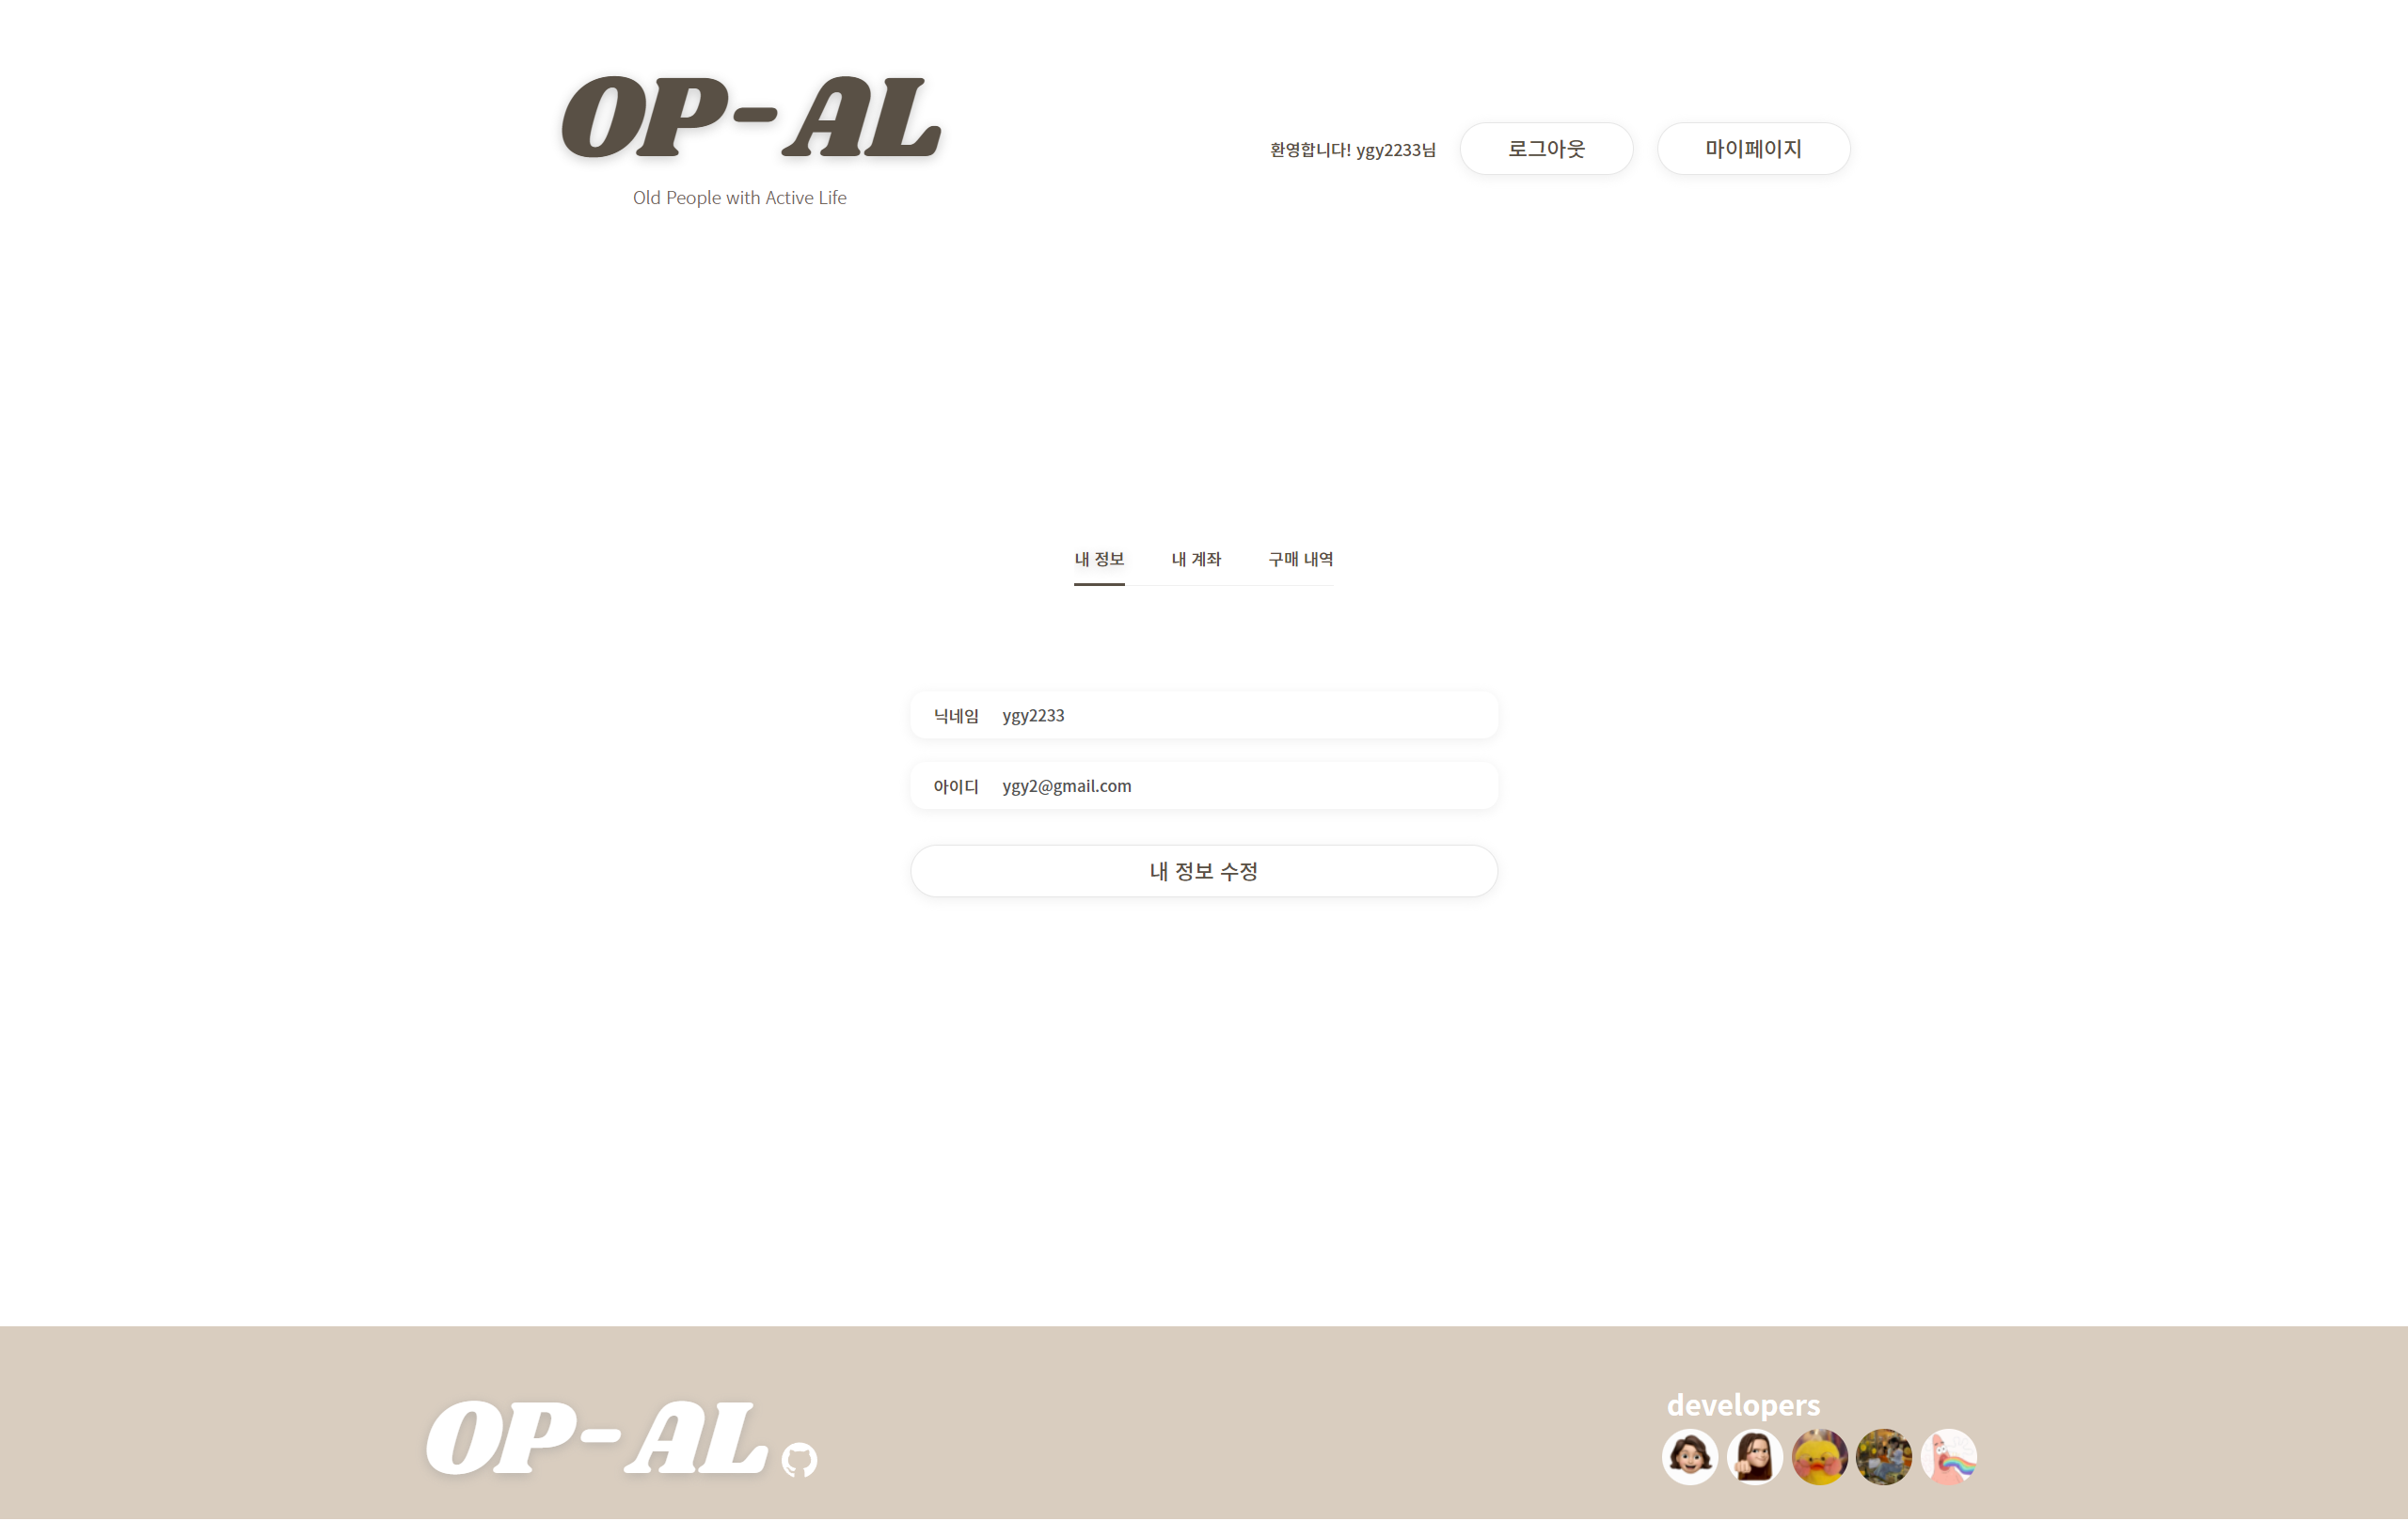 OP-AL
Old People with Active Life
환영합니다! ygy2233님
로그아웃
마이페이지
내 정보
내 계좌
구매 내역
닉네임 ygy2233
아이디 ygy2@gmail.com
내 정보 수정
OP-AL
developers